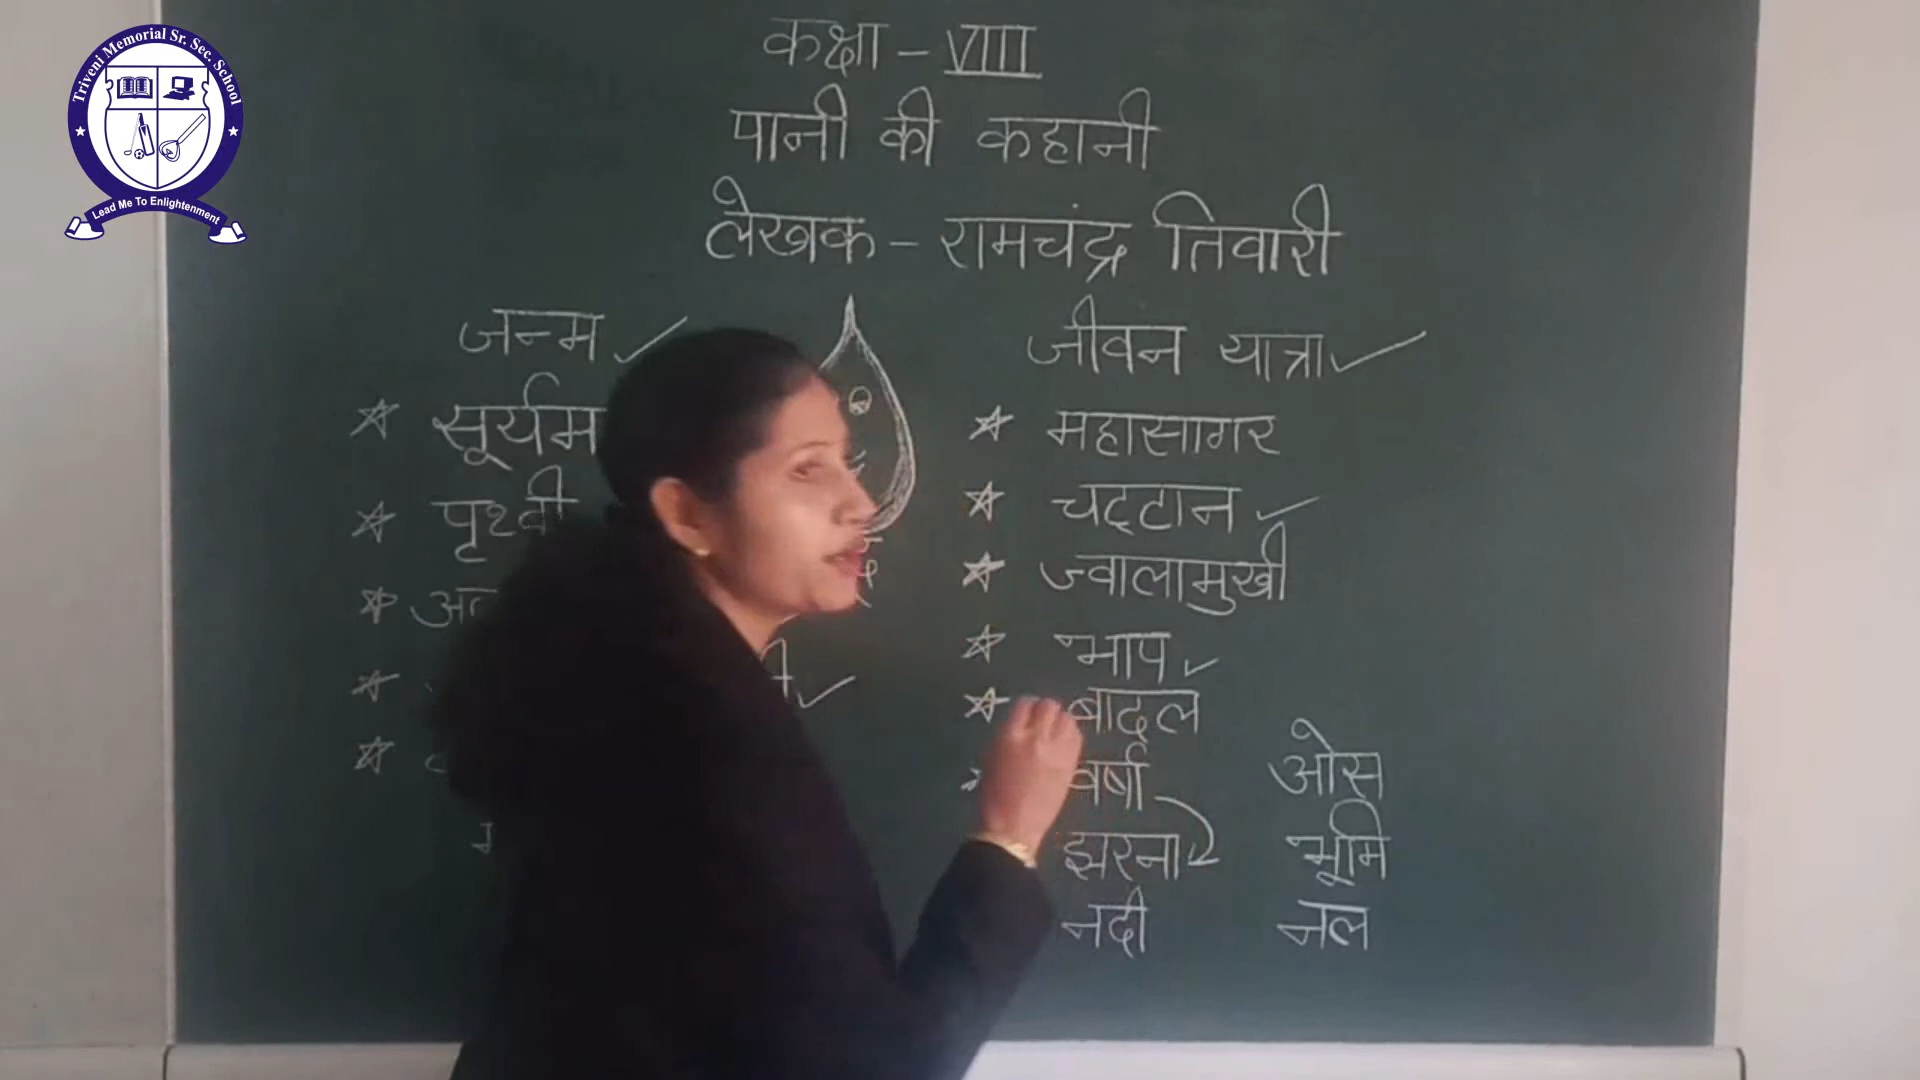 Triveni Memorial Sr. Sec. School
Lead Me To Enlightenment
कक्षा - VIII
पानी की कहानी
लेखक - रामचंद्र तिवारी
जन्म
पृथ्वी
जीवन यात्रा
महासागर
चट्टान
ज्वालामुखी
भाप
बादल
वर्षा ओस
झरना भूमि
नदी नल